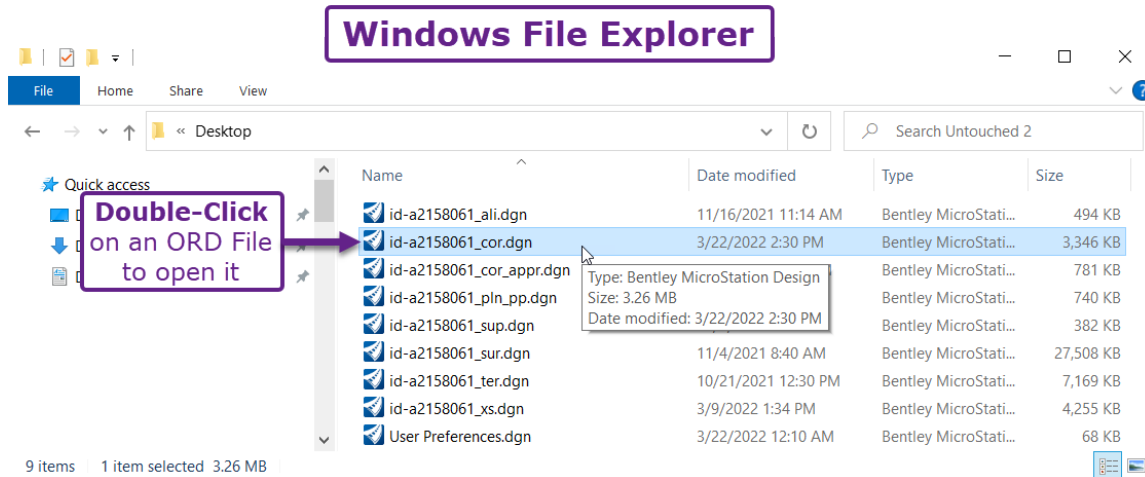 Windows File Explorer
File Home Share View
« Desktop
Search Untouched 2
Name Date modified Type Size
Quick access
Double-Click
on an ORD File
to open it
id-a2158061_ali.dgn 11/16/2021 11:14 AM Bentley MicroStati... 494 KB
id-a2158061_cor.dgn 3/22/2022 2:30 PM Bentley MicroStati... 3,346 KB
id-a2158061_cor_appr.dgn Bentley MicroStati... 781 KB
id-a2158061_pln_pp.dgn Bentley MicroStati... 740 KB
id-a2158061_sup.dgn Bentley MicroStati... 382 KB
Type: Bentley MicroStation Design
Size: 3.26 MB
Date modified: 3/22/2022 2:30 PM
id-a2158061_sur.dgn 11/4/2021 8:40 AM Bentley MicroStati... 27,508 KB
id-a2158061_ter.dgn 10/21/2021 12:30 PM Bentley MicroStati... 7,169 KB
id-a2158061_xs.dgn 3/9/2022 1:34 PM Bentley MicroStati... 4,255 KB
User Preferences.dgn 3/22/2022 12:10 AM Bentley MicroStati... 68 KB
9 items 1 item selected 3.26 MB